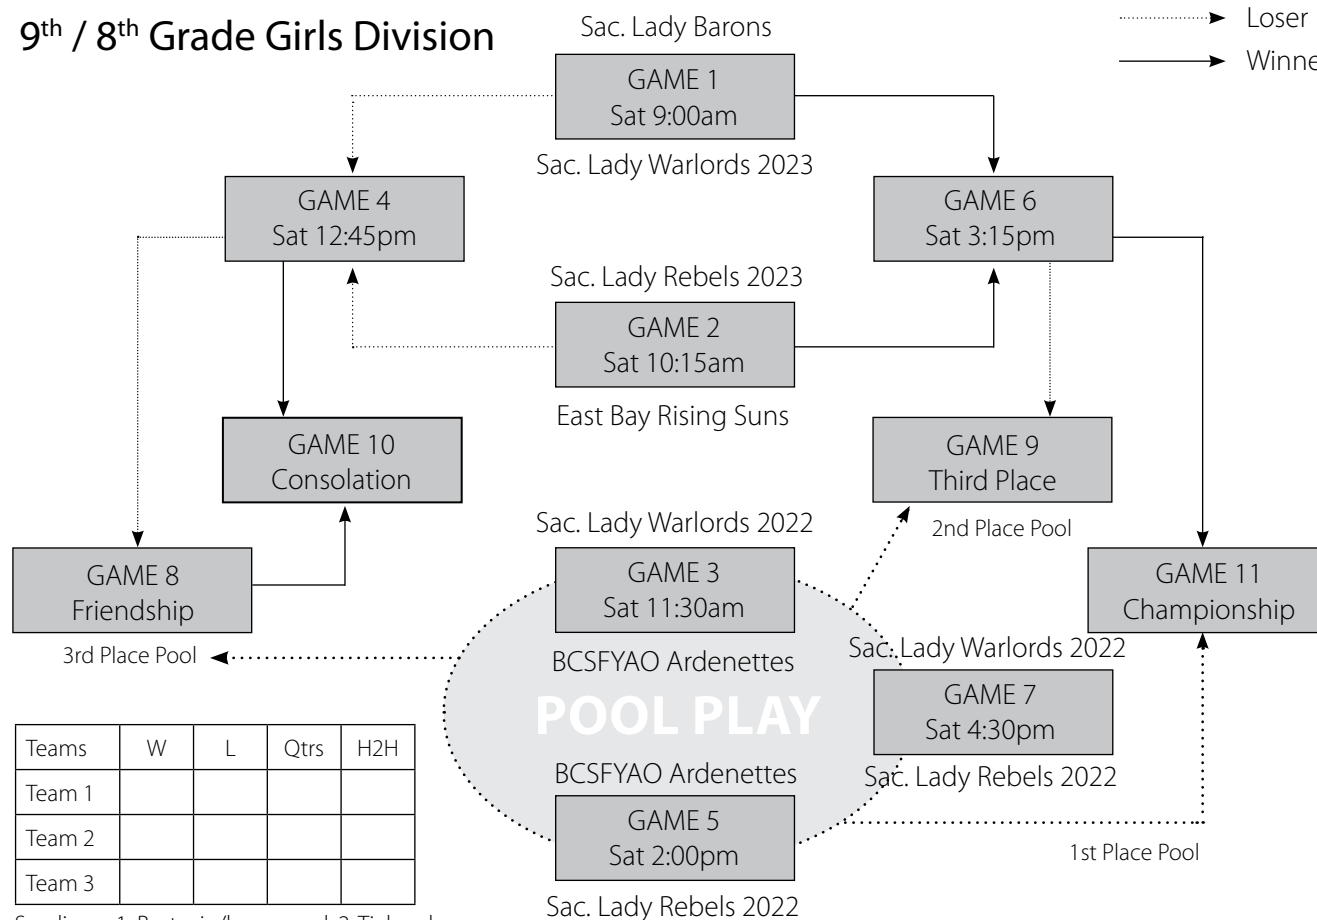 9th / 8th Grade Girls Division
Sac. Lady Barons
Loser
GAME 1
Sat 9:00am
Winne
Sac. Lady Warlords 2023
GAME 4
Sat 12:45pm
GAME 6
Sat 3:15pm
Sac. Lady Rebels 2023
GAME 2
Sat 10:15am
East Bay Rising Suns
GAME 10
Consolation
GAME 9
Third Place
Sac. Lady Warlords 2022
2nd Place Pool
GAME 3
Sat 11:30am
GAME 8
Friendship
GAME 11
Championship
3rd Place Pool
BCSFYAO Ardenettes
Sac. Lady Warlords 2022
POOL PLAY
GAME 7
Sat 4:30pm
BCSFYAO Ardenettes
Sac. Lady Rebels 2022
GAME 5
Sat 2:00pm
1st Place Pool
Sac. Lady Rebels 2022
Teams W L Qtrs H2H
Team 1
Team 2
Team 3